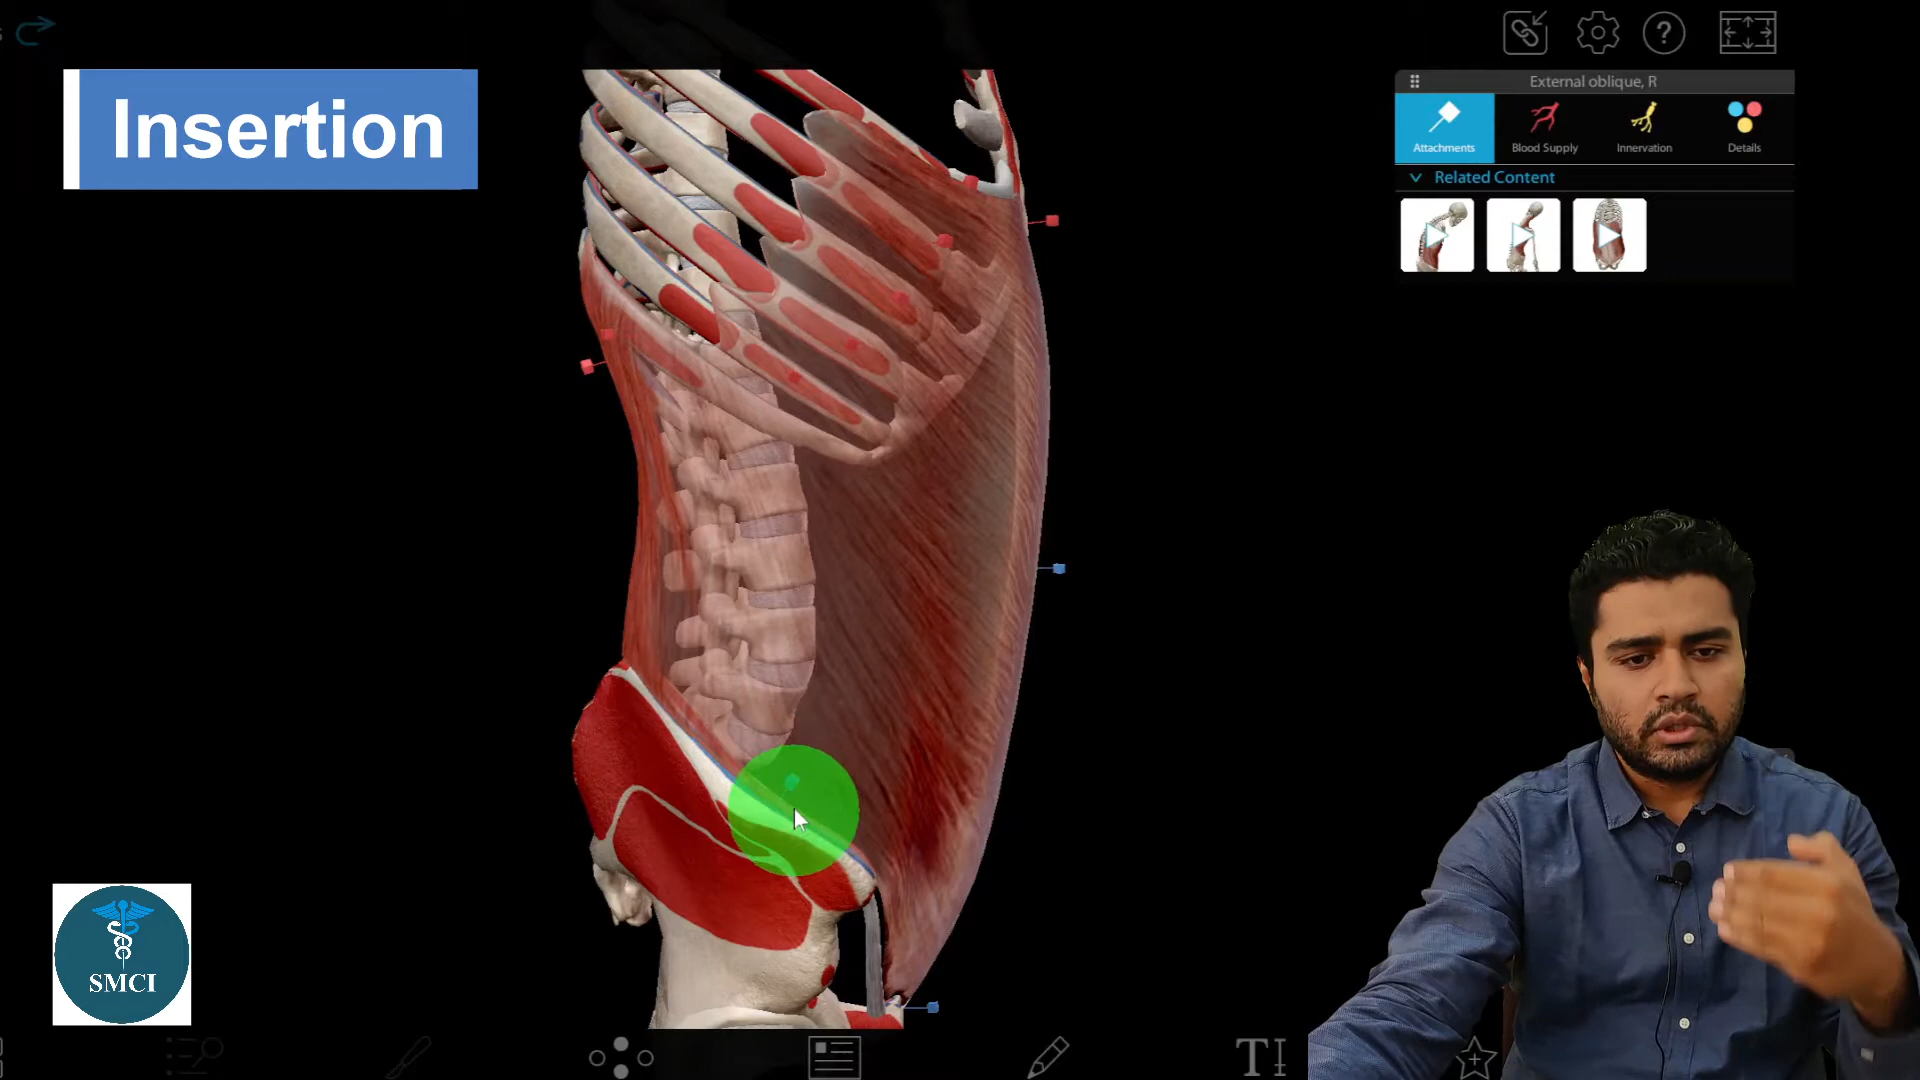 Insertion
External oblique, R
Attachments
Blood Supply
Innervation
Details
Related Content
SMCI